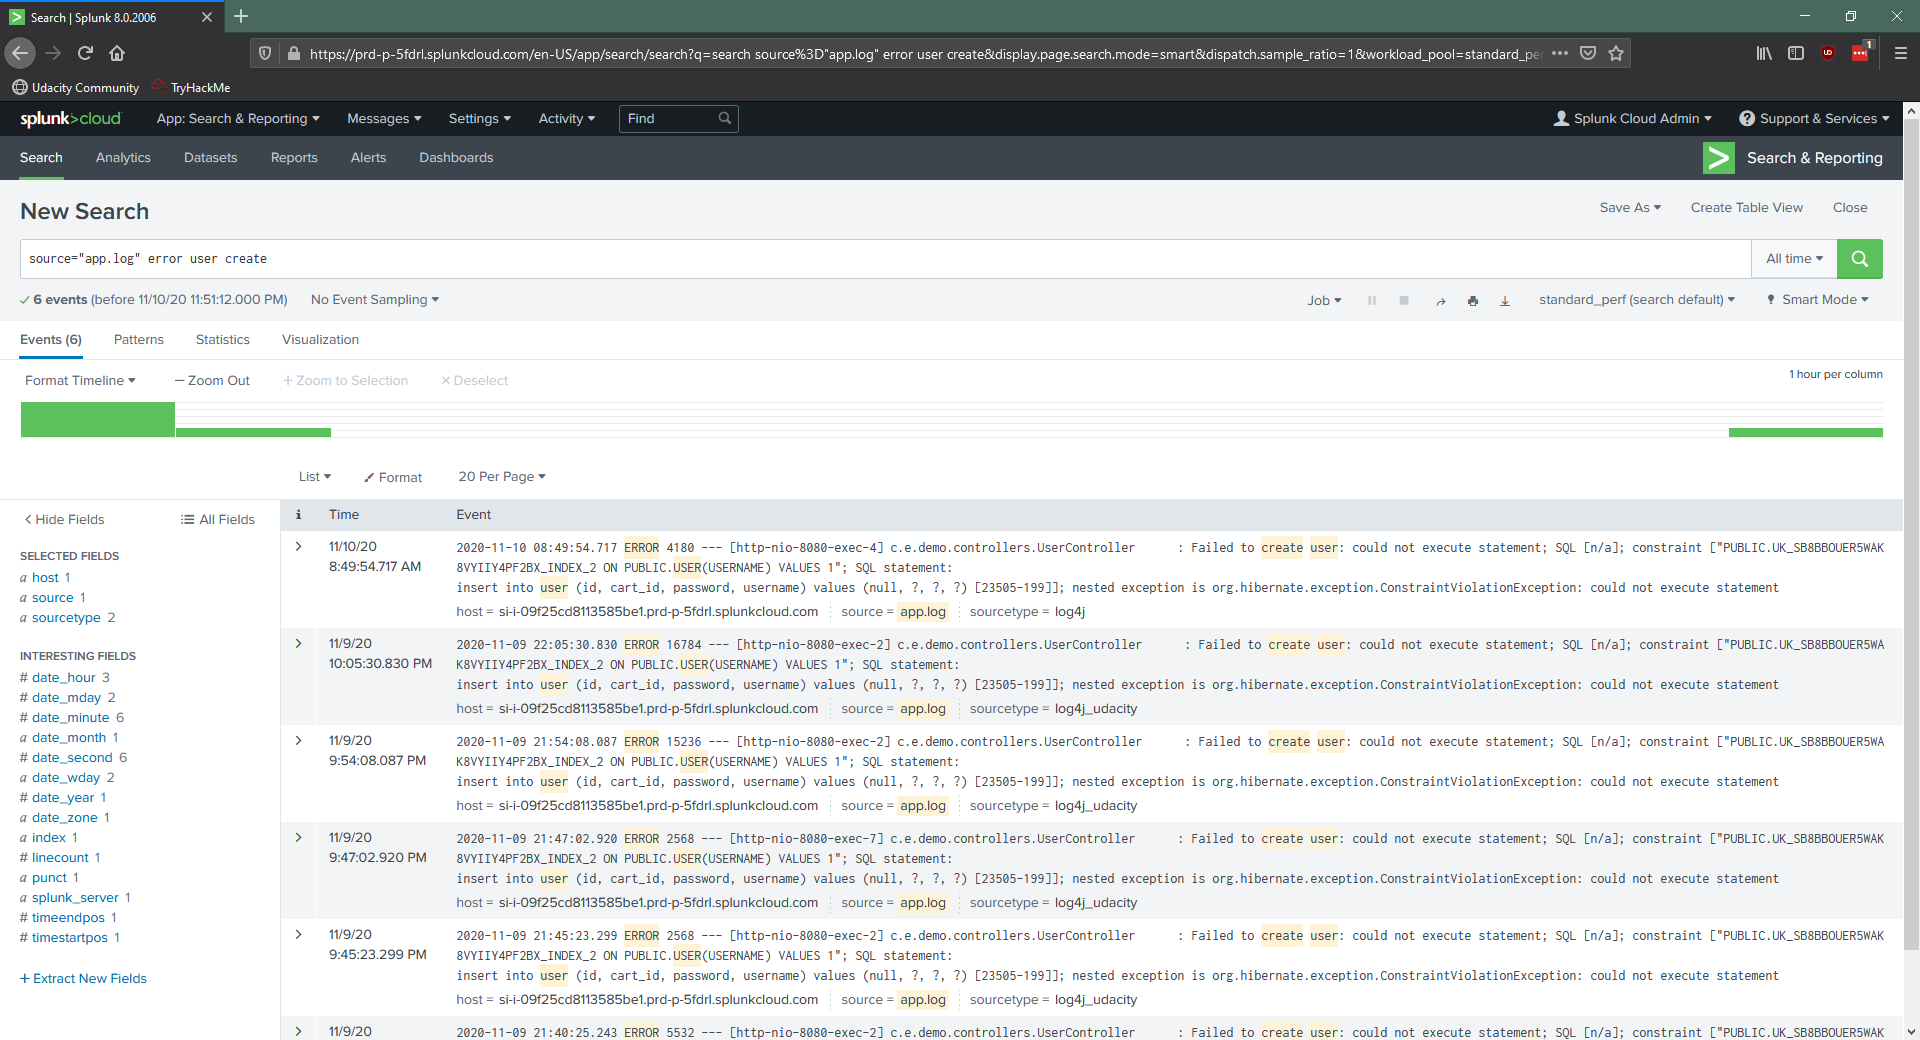 Search | Splunk 8.0.2006
https://prd-p-5fdrl.splunkcloud.com/en-US/app/search/search?q=search source%3D"app.log" error user create&display.page.search.mode=smart&dispatch.sample_ratio=1&workload_pool=standard_pe
1
Udacity Community TryHackMe
splunk>cloud App: Search & Reporting Messages Settings Activity Find Splunk Cloud Admin ? Support & Services
Search Analytics Datasets Reports Alerts Dashboards > Search & Reporting
New Search Save As Create Table View Close
source="app.log" error user create All time
6 events (before 11/10/20 11:51:12.000 PM) No Event Sampling Job standard_perf (search default) Smart Mode
Events (6) Patterns Statistics Visualization
Format Timeline — Zoom Out + Zoom to Selection × Deselect 1 hour per column
List Format 20 Per Page
< Hide Fields All Fields
SELECTED FIELDS
a host 1
a source 1
a sourcetype 2
INTERESTING FIELDS
# date_hour 3
# date_mday 2
# date_minute 6
a date_month 1
# date_second 6
a date_wday 2
# date_year 1
a date_zone 1
a index 1
# linecount 1
a punct 1
a splunk_server 1
# timeendpos 1
# timestartpos 1
+ Extract New Fields
i Time Event
> 11/10/20
8:49:54.717 AM
2020-11-10 08:49:54.717 ERROR 4180 --- [http-nio-8080-exec-4] c.e.demo.controllers.UserController : Failed to create user: could not execute statement; SQL [n/a]; constraint ["PUBLIC.UK_SB8BBOUER5WAK
8VYIIY4PF2BX_INDEX_2 ON PUBLIC.USER(USERNAME) VALUES 1"; SQL statement:
insert into user (id, cart_id, password, username) values (null, ?, ?, ?) [23505-199]]; nested exception is org.hibernate.exception.ConstraintViolationException: could not execute statement
host = si-i-09f25cd8113585be1.prd-p-5fdrl.splunkcloud.com source = app.log sourcetype = log4j
> 11/9/20
10:05:30.830 PM
2020-11-09 22:05:30.830 ERROR 16784 --- [http-nio-8080-exec-2] c.e.demo.controllers.UserController : Failed to create user: could not execute statement; SQL [n/a]; constraint ["PUBLIC.UK_SB8BBOUER5WA
K8VYIIY4PF2BX_INDEX_2 ON PUBLIC.USER(USERNAME) VALUES 1"; SQL statement:
insert into user (id, cart_id, password, username) values (null, ?, ?, ?) [23505-199]]; nested exception is org.hibernate.exception.ConstraintViolationException: could not execute statement
host = si-i-09f25cd8113585be1.prd-p-5fdrl.splunkcloud.com source = app.log sourcetype = log4j_udacity
> 11/9/20
9:54:08.087 PM
2020-11-09 21:54:08.087 ERROR 15236 --- [http-nio-8080-exec-2] c.e.demo.controllers.UserController : Failed to create user: could not execute statement; SQL [n/a]; constraint ["PUBLIC.UK_SB8BBOUER5WA
K8VYIIY4PF2BX_INDEX_2 ON PUBLIC.USER(USERNAME) VALUES 1"; SQL statement:
insert into user (id, cart_id, password, username) values (null, ?, ?, ?) [23505-199]]; nested exception is org.hibernate.exception.ConstraintViolationException: could not execute statement
host = si-i-09f25cd8113585be1.prd-p-5fdrl.splunkcloud.com source = app.log sourcetype = log4j_udacity
> 11/9/20
9:47:02.920 PM
2020-11-09 21:47:02.920 ERROR 2568 --- [http-nio-8080-exec-7] c.e.demo.controllers.UserController : Failed to create user: could not execute statement; SQL [n/a]; constraint ["PUBLIC.UK_SB8BBOUER5WAK
8VYIIY4PF2BX_INDEX_2 ON PUBLIC.USER(USERNAME) VALUES 1"; SQL statement:
insert into user (id, cart_id, password, username) values (null, ?, ?, ?) [23505-199]]; nested exception is org.hibernate.exception.ConstraintViolationException: could not execute statement
host = si-i-09f25cd8113585be1.prd-p-5fdrl.splunkcloud.com source = app.log sourcetype = log4j_udacity
> 11/9/20
9:45:23.299 PM
2020-11-09 21:45:23.299 ERROR 2568 --- [http-nio-8080-exec-2] c.e.demo.controllers.UserController : Failed to create user: could not execute statement; SQL [n/a]; constraint ["PUBLIC.UK_SB8BBOUER5WAK
8VYIIY4PF2BX_INDEX_2 ON PUBLIC.USER(USERNAME) VALUES 1"; SQL statement:
insert into user (id, cart_id, password, username) values (null, ?, ?, ?) [23505-199]]; nested exception is org.hibernate.exception.ConstraintViolationException: could not execute statement
host = si-i-09f25cd8113585be1.prd-p-5fdrl.splunkcloud.com source = app.log sourcetype = log4j_udacity
> 11/9/20
2020-11-09 21:40:25.243 ERROR 5532 --- [http-nio-8080-exec-2] c.e.demo.controllers.UserController : Failed to create user: could not execute statement; SQL [n/a]; constraint ["PUBLIC.UK_SB8BBOUER5WAK